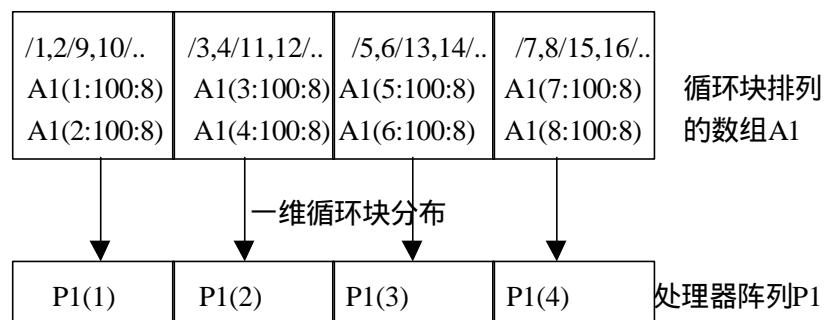 /1,2/9,10/.. /3,4/11,12/.. /5,6/13,14/.. /7,8/15,16/..
A1(1:100:8) A1(3:100:8) A1(5:100:8) A1(7:100:8) 循环块排列
A1(2:100:8) A1(4:100:8) A1(6:100:8) A1(8:100:8) 的数组A1
一维循环块分布
P1(1) P1(2) P1(3) P1(4) 处理器阵列P1